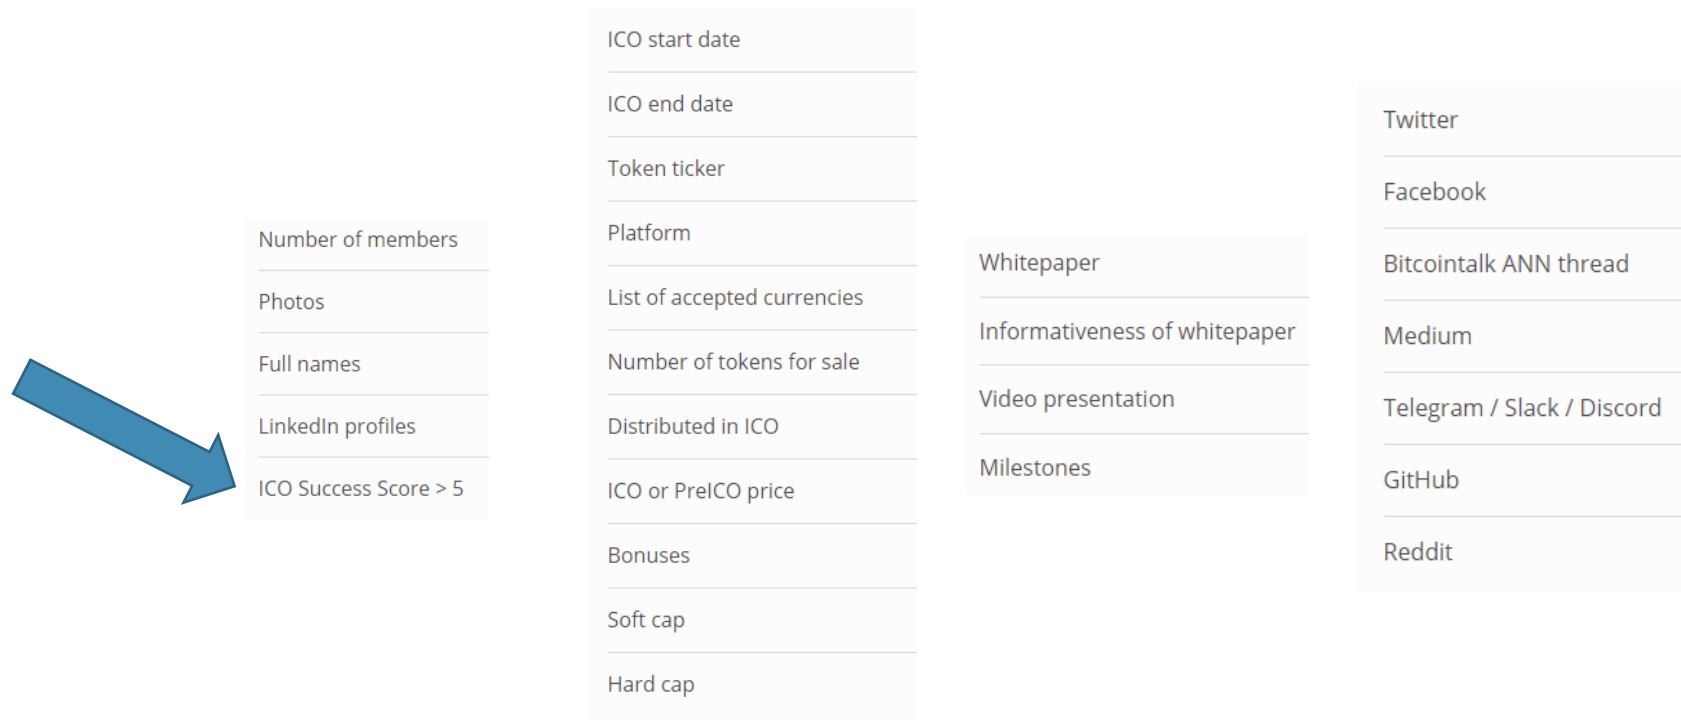 Number of members
Photos
Full names
LinkedIn profiles
ICO Success Score > 5
ICO start date
ICO end date
Token ticker
Platform
List of accepted currencies
Number of tokens for sale
Distributed in ICO
ICO or PreICO price
Bonuses
Soft cap
Hard cap
Whitepaper
Informativeness of whitepaper
Video presentation
Milestones
Twitter
Facebook
Bitcointalk ANN thread
Medium
Telegram / Slack / Discord
GitHub
Reddit